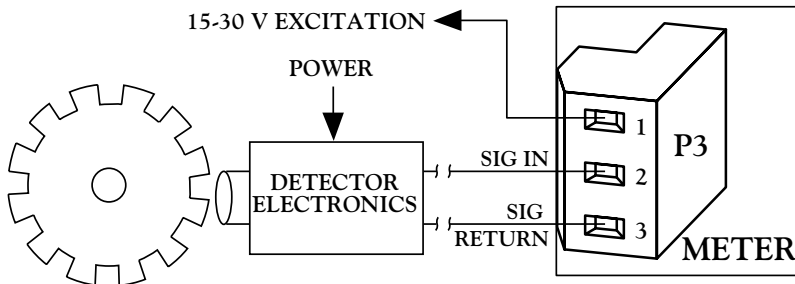 15-30 V EXCITATION
POWER
1
P3
SIG IN
2
DETECTOR
ELECTRONICS
SIG
RETURN
3
METER